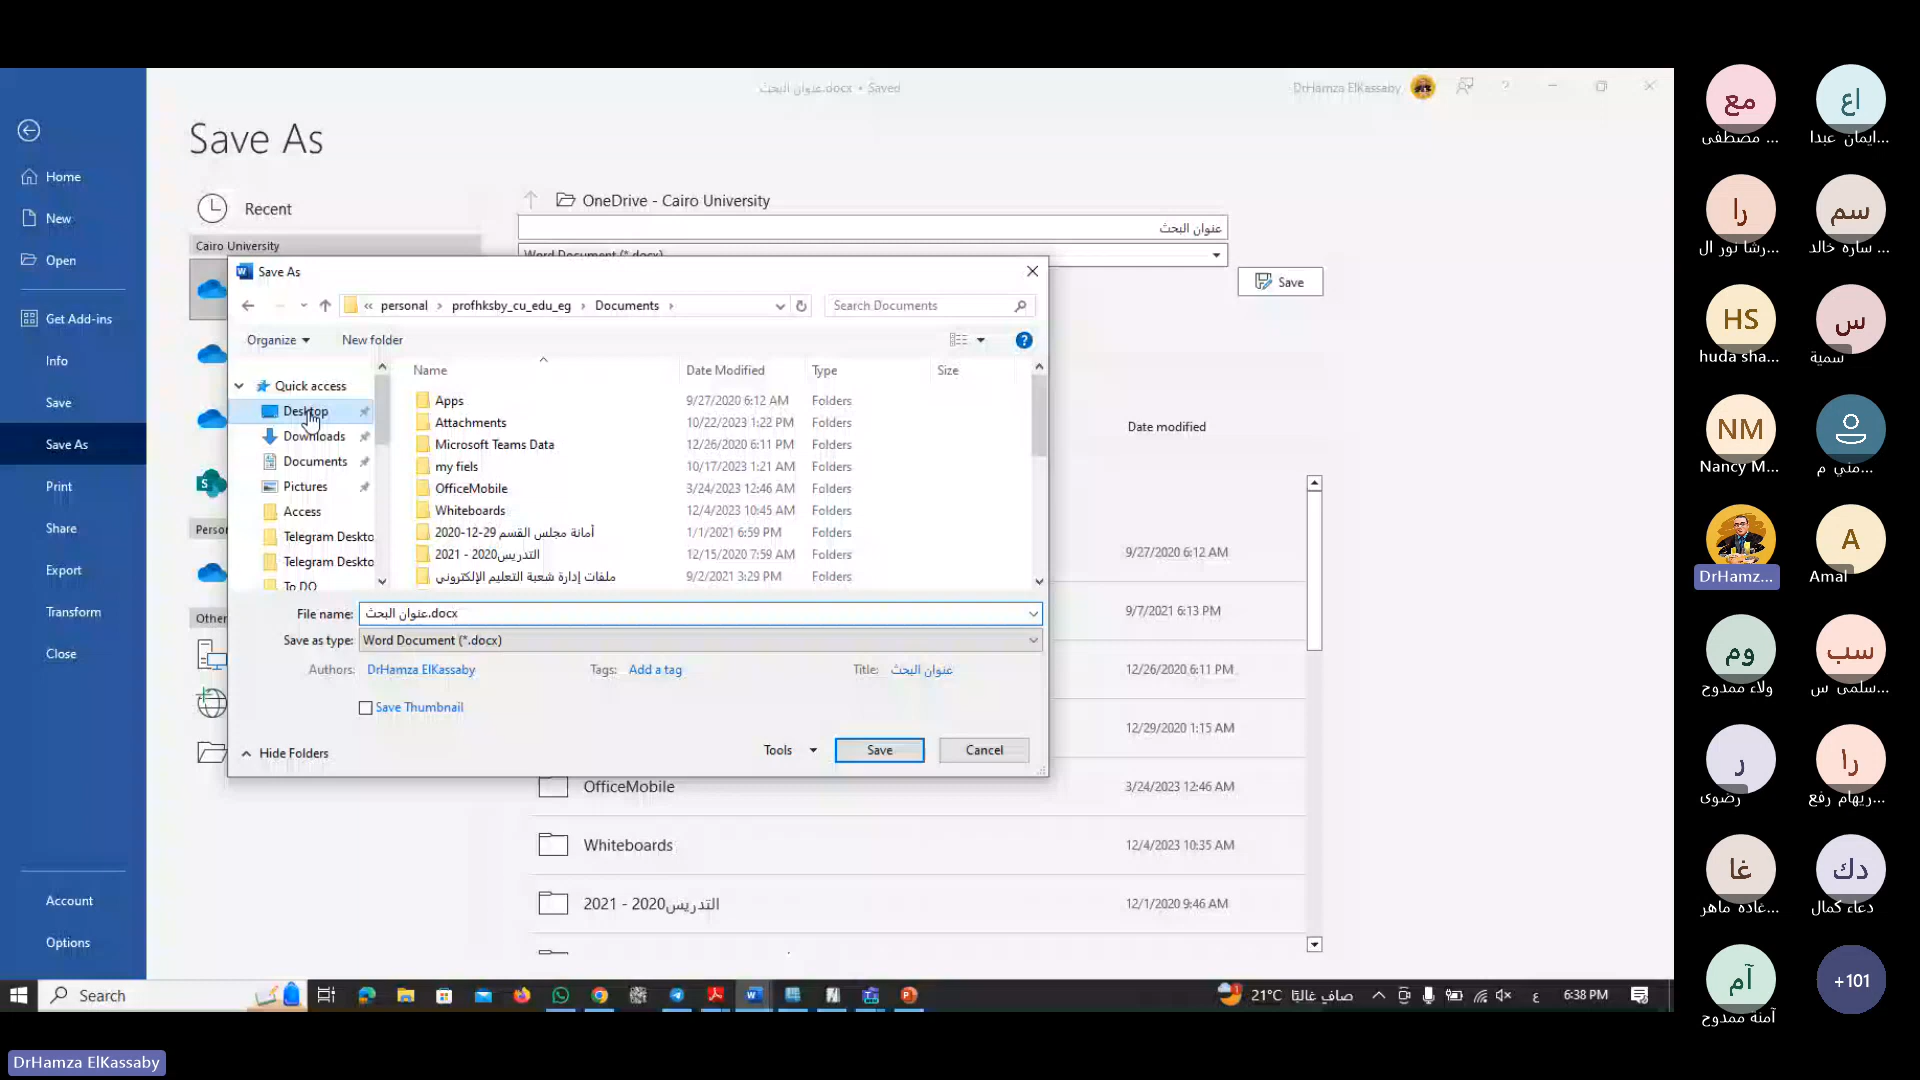 عنوان البحث.docx • Saved
DrHamza ElKassaby
?
Save As
Home
New
Open
Get Add-ins
Info
Save
Save As
Print
Share
Export
Transform
Close
Account
Options
Recent
Cairo University
OneDrive - Cairo University
عنوان البحث
Word Document (*.docx)
Save
Save As
« personal › profhksby_cu_edu_eg › Documents ›
Search Documents
Organize
New folder
?
Quick access
Desktop
Downloads
Documents
Pictures
Access
Telegram Deskto
Telegram Deskto
To DO
Name Date Modified Type Size
Apps 9/27/2020 6:12 AM Folders
Attachments 10/22/2023 1:22 PM Folders
Microsoft Teams Data 12/26/2020 6:11 PM Folders
my fiels 10/17/2023 1:21 AM Folders
OfficeMobile 3/24/2023 12:46 AM Folders
Whiteboards 12/4/2023 10:45 AM Folders
أمانة مجلس القسم 29-12-2020 1/1/2021 6:59 PM Folders
التدريس2020 - 2021 12/15/2020 7:59 AM Folders
ملفات إدارة شعبة التعليم الإلكتروني 9/2/2021 3:29 PM Folders
File name: عنوان البحث.docx
Save as type: Word Document (*.docx)
Authors: DrHamza ElKassaby
Tags: Add a tag
Title: عنوان البحث
Save Thumbnail
Hide Folders
Tools
Save
Cancel
Perso
Other
Date modified
9/27/2020 6:12 AM
9/7/2021 6:13 PM
12/26/2020 6:11 PM
12/29/2020 1:15 AM
OfficeMobile 3/24/2023 12:46 AM
Whiteboards 12/4/2023 10:35 AM
التدريس2020 - 2021 12/1/2020 9:46 AM
Search
21°C صافٍ غالبًا
ع
6:38 PM
DrHamza ElKassaby
مع
مصطفى ...
اع
ايمان عبدا...
را
رشا نور ال...
سم
ساره خالد ...
HS
huda sha...
س
سمية
NM
Nancy M...
مني م...
DrHamz...
A
Amal
وم
ولاء ممدوح
سب
سلمى س...
ر
رضوى
را
ريهام رفع...
غا
غاده ماهر...
دك
دعاء كمال
آم
آمنة ممدوح
+101